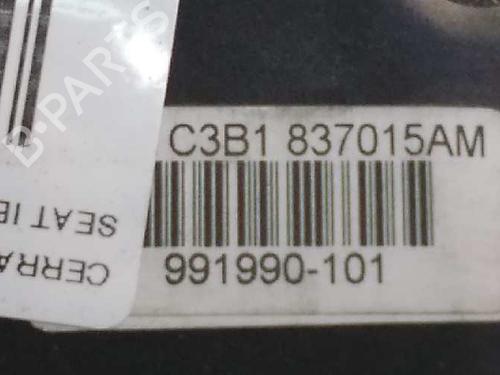 C3B1 837015AM
991990-101
SEAT IB
CERRA
B-PARTS